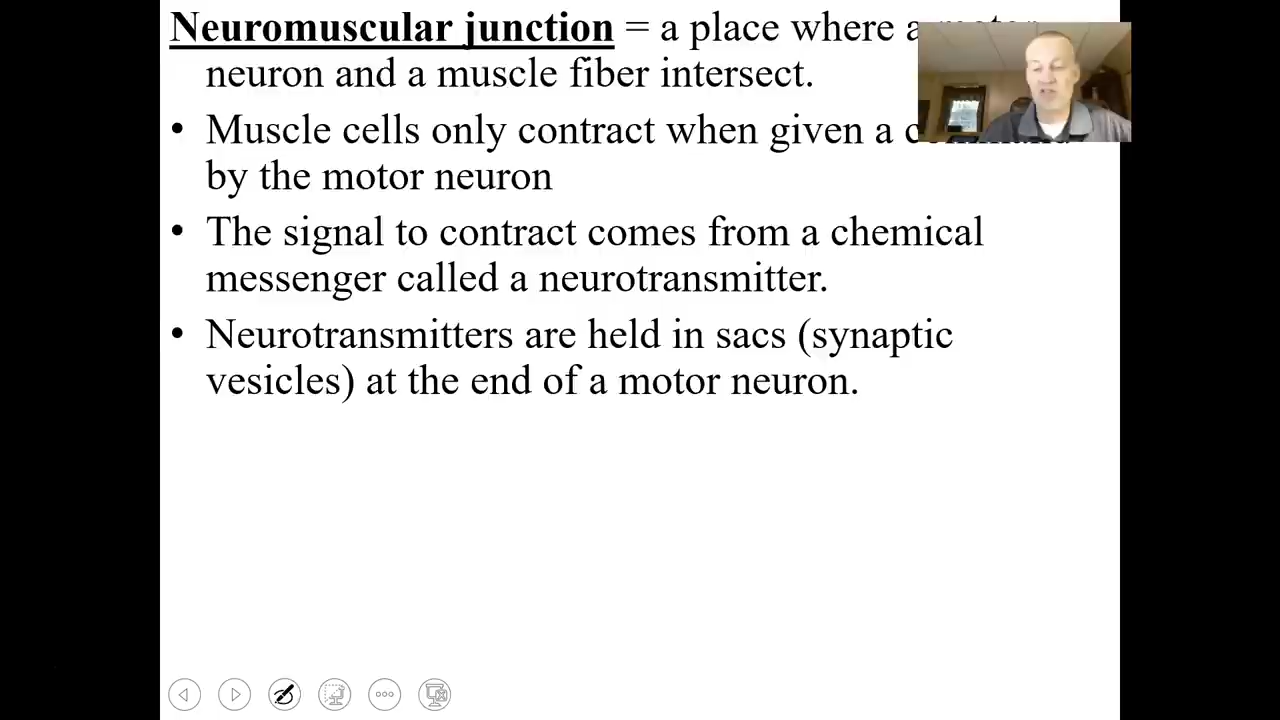 Neuromuscular junction = a place where a
neuron and a muscle fiber intersect.
• Muscle cells only contract when given a
by the motor neuron
• The signal to contract comes from a chemical
messenger called a neurotransmitter.
• Neurotransmitters are held in sacs (synaptic
vesicles) at the end of a motor neuron.